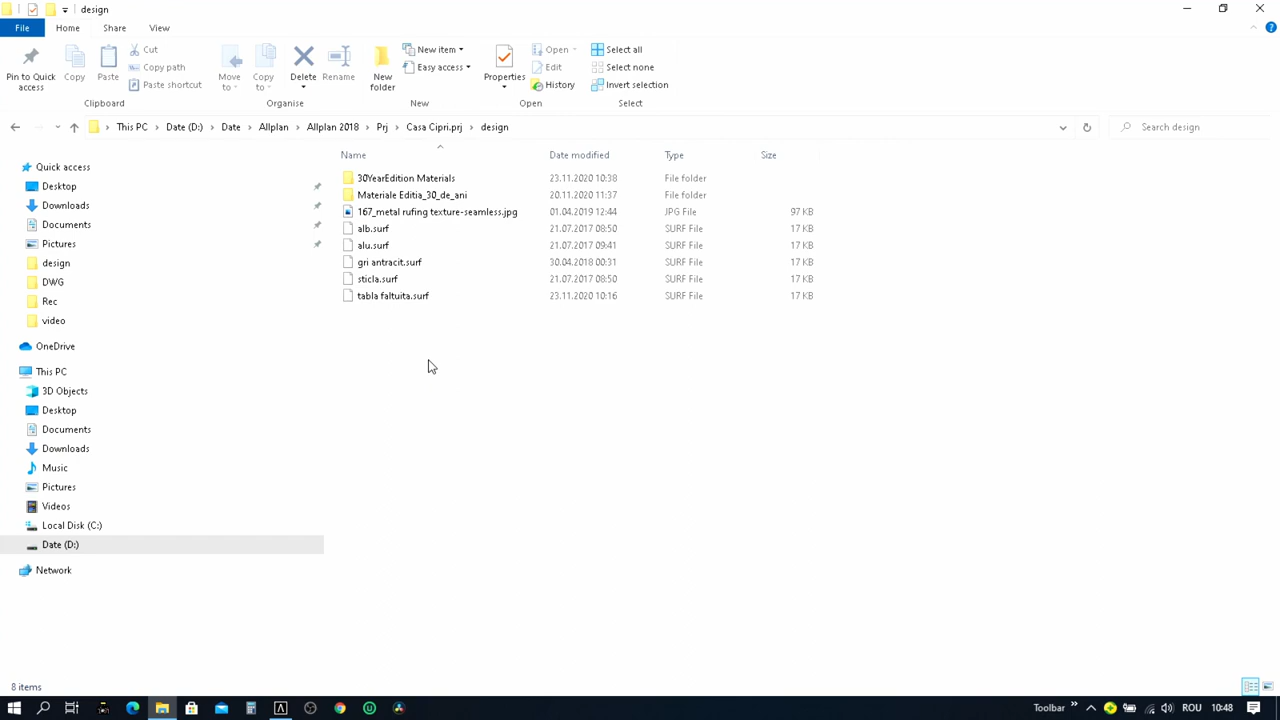 design
File Home Share View
Pin to Quick access
Copy
Paste
Cut
Copy path
Paste shortcut
Clipboard
Move to
Copy to
Delete
Rename
Organise
New folder
New item
Easy access
New
Properties
Open
Edit
History
Open
Select all
Select none
Invert selection
Select
This PC > Date (D:) > Date > Allplan > Allplan 2018 > Prj > Casa Cipri.prj > design
Search design
Name Date modified Type Size
30YearEdition Materials 23.11.2020 10:38 File folder
Materiale Editia_30_de_ani 20.11.2020 11:37 File folder
167_metal rufing texture-seamless.jpg 01.04.2019 12:44 JPG File 97 KB
alb.surf 21.07.2017 08:50 SURF File 17 KB
alu.surf 21.07.2017 09:41 SURF File 17 KB
gri antracit.surf 30.04.2018 00:31 SURF File 17 KB
sticla.surf 21.07.2017 08:50 SURF File 17 KB
tabla faltuita.surf 23.11.2020 10:16 SURF File 17 KB
Quick access
Desktop
Downloads
Documents
Pictures
design
DWG
Rec
video
OneDrive
This PC
3D Objects
Desktop
Documents
Downloads
Music
Pictures
Videos
Local Disk (C:)
Date (D:)
Network
8 items
Toolbar » ROU 10:48